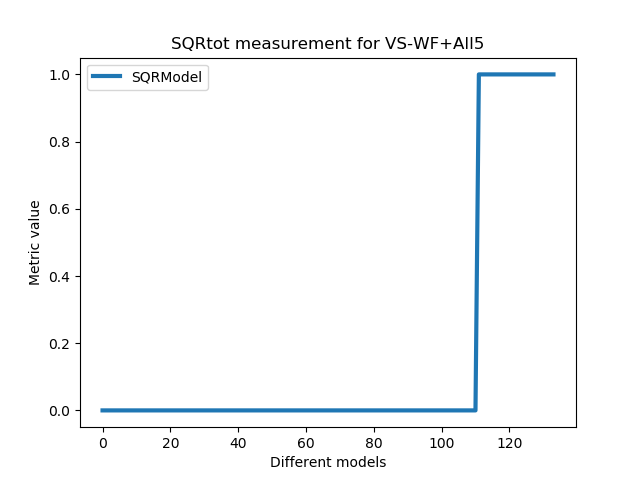 SQRtot measurement for VS-WF+All5
SQRModel
1.0
0.8
0.6
0.4
0.2
0.0
Metric value
0 20 40 60 80 100 120
Different models